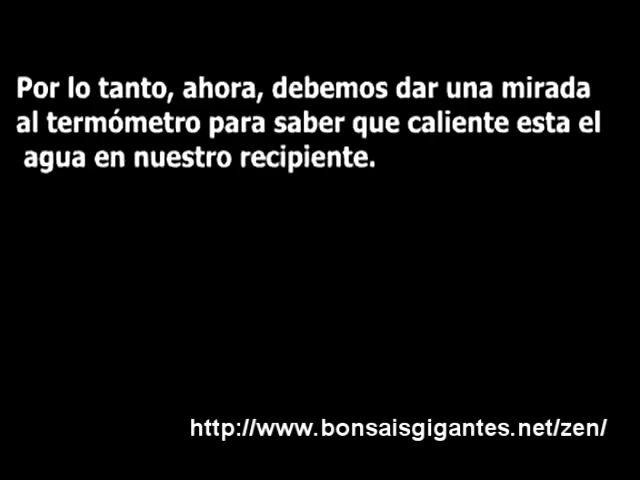 Por lo tanto, ahora, debemos dar una mirada
al termómetro para saber que caliente esta el
agua en nuestro recipiente.
http://www.bonsaisgigantes.net/zen/